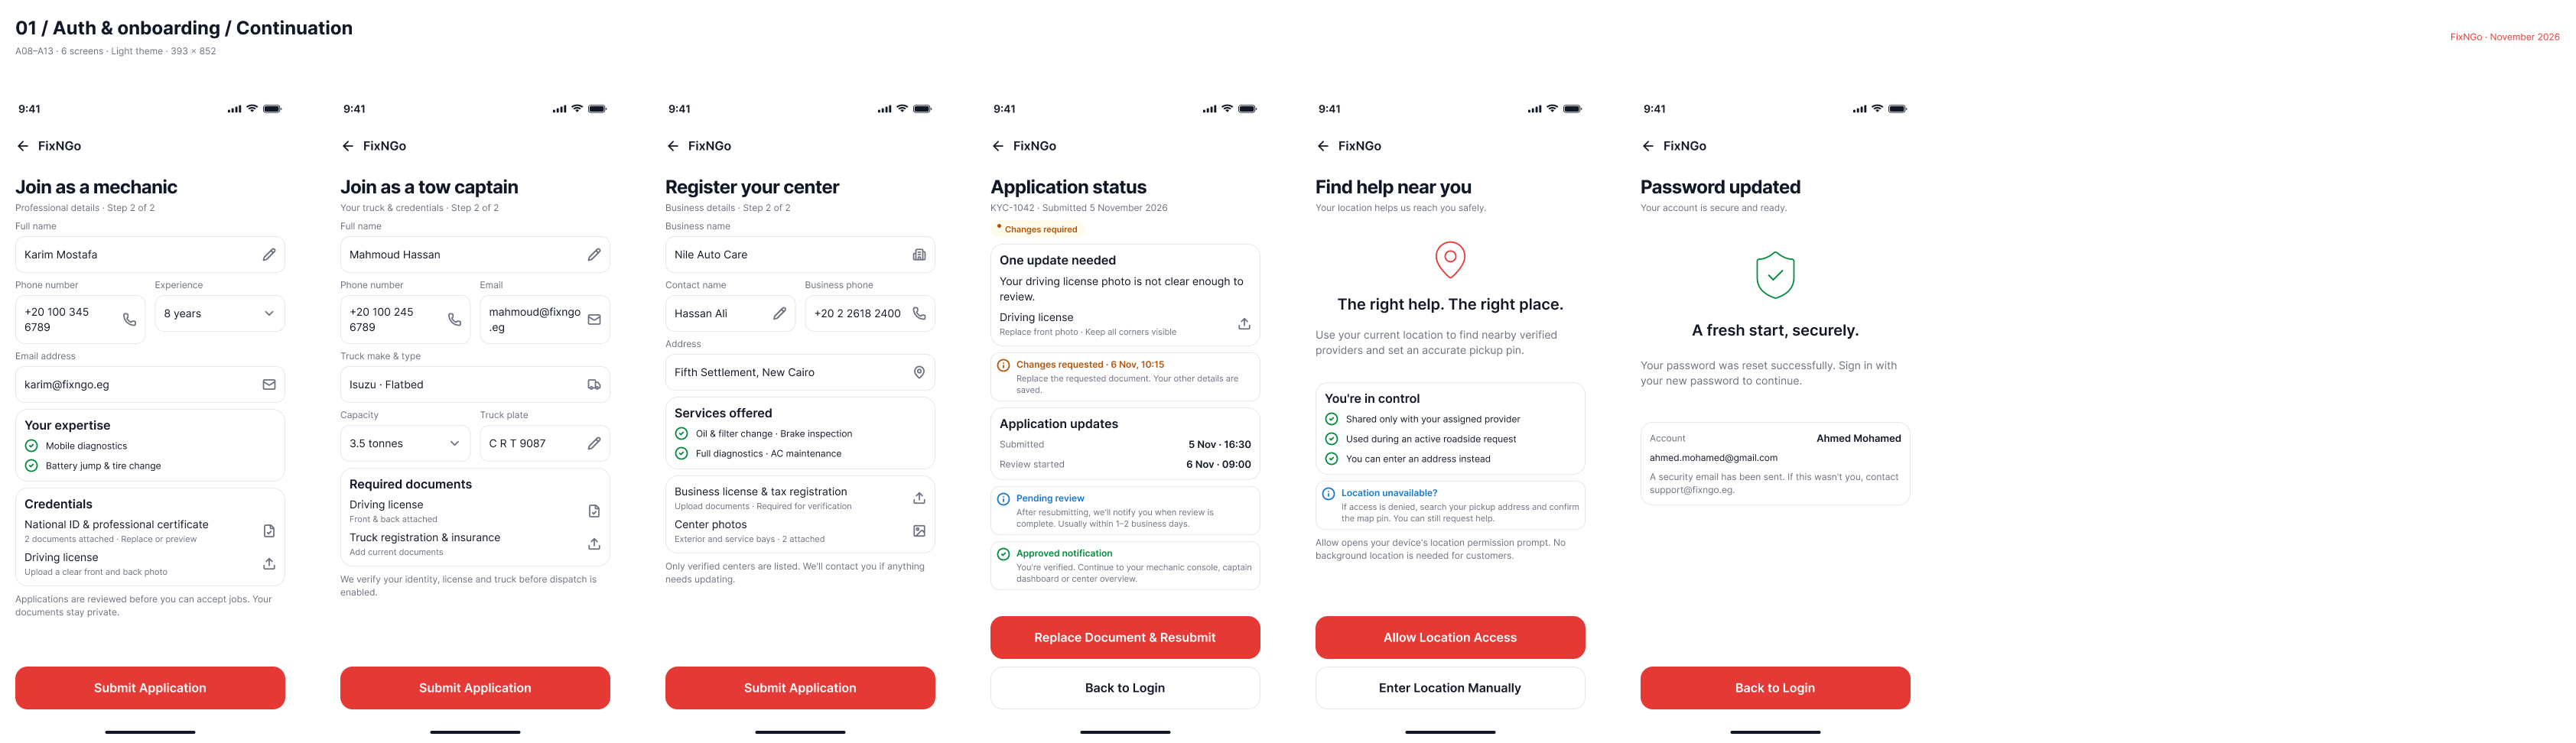 01 / Auth & onboarding / Continuation
A08–A13 · 6 screens · Light theme · 393 × 852
FixNGo · November 2026
9:41
FixNGo
Join as a mechanic
Professional details · Step 2 of 2
Full name
Karim Mostafa
Phone number
Experience
+20 100 345
6789
8 years
Email address
karim@fixngo.eg
Your expertise
Mobile diagnostics
Battery jump & tire change
Credentials
National ID & professional certificate
2 documents attached · Replace or preview
Driving license
Upload a clear front and back photo
Applications are reviewed before you can accept jobs. Your
documents stay private.
Submit Application
9:41
FixNGo
Join as a tow captain
Your truck & credentials · Step 2 of 2
Full name
Mahmoud Hassan
Phone number
Email
+20 100 245
6789
mahmoud@fixngo
.eg
Truck make & type
Isuzu · Flatbed
Capacity
Truck plate
3.5 tonnes
C R T 9087
Required documents
Driving license
Front & back attached
Truck registration & insurance
Add current documents
We verify your identity, license and truck before dispatch is
enabled.
Submit Application
9:41
FixNGo
Register your center
Business details · Step 2 of 2
Business name
Nile Auto Care
Contact name
Business phone
Hassan Ali
+20 2 2618 2400
Address
Fifth Settlement, New Cairo
Services offered
Oil & filter change · Brake inspection
Full diagnostics · AC maintenance
Business license & tax registration
Upload documents · Required for verification
Center photos
Exterior and service bays · 2 attached
Only verified centers are listed. We'll contact you if anything
needs updating.
Submit Application
9:41
FixNGo
Application status
KYC-1042 · Submitted 5 November 2026
Changes required
One update needed
Your driving license photo is not clear enough to
review.
Driving license
Replace front photo · Keep all corners visible
Changes requested · 6 Nov, 10:15
Replace the requested document. Your other details are
saved.
Application updates
Submitted
5 Nov · 16:30
Review started
6 Nov · 09:00
Pending review
After resubmitting, we'll notify you when review is
complete. Usually within 1–2 business days.
Approved notification
You're verified. Continue to your mechanic console, captain
dashboard or center overview.
Replace Document & Resubmit
Back to Login
9:41
FixNGo
Find help near you
Your location helps us reach you safely.
The right help. The right place.
Use your current location to find nearby verified
providers and set an accurate pickup pin.
You're in control
Shared only with your assigned provider
Used during an active roadside request
You can enter an address instead
Location unavailable?
If access is denied, search your pickup address and confirm
the map pin. You can still request help.
Allow opens your device's location permission prompt. No
background location is needed for customers.
Allow Location Access
Enter Location Manually
9:41
FixNGo
Password updated
Your account is secure and ready.
A fresh start, securely.
Your password was reset successfully. Sign in with
your new password to continue.
Account
Ahmed Mohamed
ahmed.mohamed@gmail.com
A security email has been sent. If this wasn't you, contact
support@fixngo.eg.
Back to Login